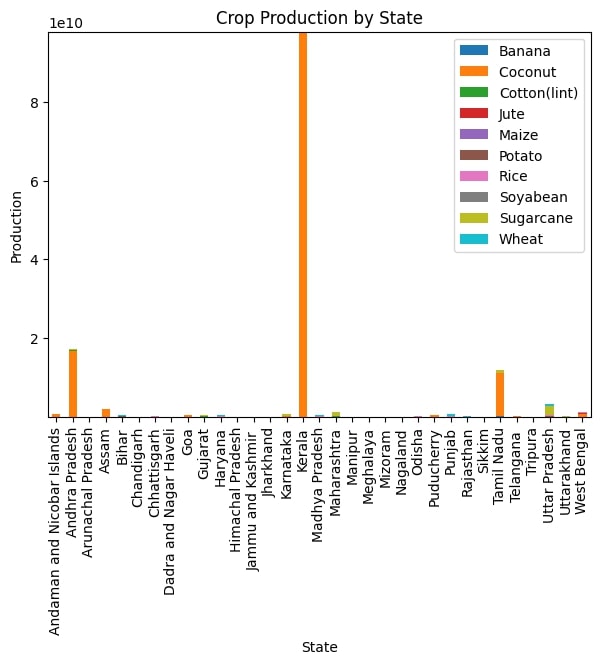 Crop Production by State
1e10
Production
8
6
4
2
Banana
Coconut
Cotton(lint)
Jute
Maize
Potato
Rice
Soyabean
Sugarcane
Wheat
Andaman and Nicobar Islands
Andhra Pradesh
Arunachal Pradesh
Assam
Bihar
Chandigarh
Chhattisgarh
Dadra and Nagar Haveli
Goa
Gujarat
Haryana
Himachal Pradesh
Jammu and Kashmir
Jharkhand
Karnataka
Kerala
Madhya Pradesh
Maharashtra
Manipur
Meghalaya
Mizoram
Nagaland
Odisha
Puducherry
Punjab
Rajasthan
Sikkim
Tamil Nadu
Telangana
Tripura
Uttar Pradesh
Uttarakhand
West Bengal
State